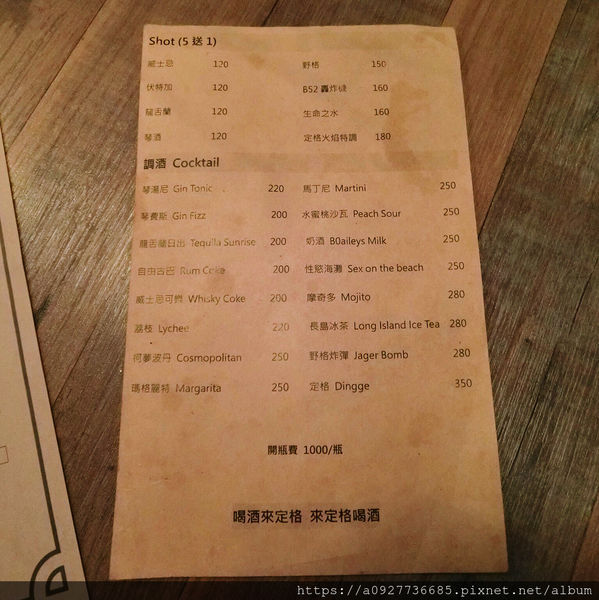 Shot (5 送 1)
威士忌 120 野格 150
伏特加 120 B52 轟炸機 160
龍舌蘭 120 生命之水 160
琴酒 120 定格火焰特調 180
調酒 Cocktail
琴湯尼 Gin Tonic 220 馬丁尼 Martini 250
琴費斯 Gin Fizz 200 水蜜桃沙瓦 Peach Sour 250
龍舌蘭日出 Tequila Sunrise 200 奶酒 B0aileys Milk 250
自由古巴 Rum Coke 200 性慾海灘 Sex on the beach 250
威士忌可樂 Whisky Coke 200 摩奇多 Mojito 280
荔枝 Lychee 220 長島冰茶 Long Island Ice Tea 280
柯夢波丹 Cosmopolitan 250 野格炸彈 Jager Bomb 280
瑪格麗特 Margarita 250 定格 Dingge 350
開瓶費 1000/瓶
喝酒來定格 來定格喝酒
https://a0927736685.pixnet.net/album